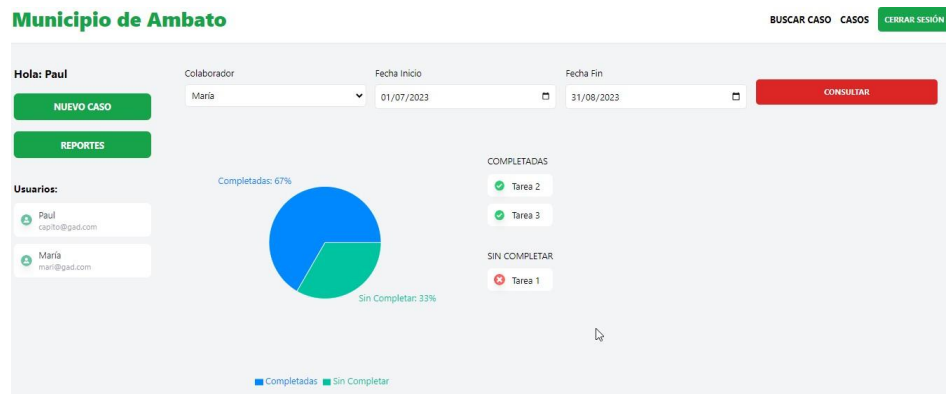 Municipio de Ambato
BUSCAR CASO CASOS CERRAR SESIÓN
Hola: Paul
NUEVO CASO
REPORTES
Usuarios:
Paul
capito@gad.com
María
mari@gad.com
Colaborador
María
Fecha Inicio
01/07/2023
Fecha Fin
31/08/2023
CONSULTAR
Completadas: 67%
Sin Completar: 33%
Completadas Sin Completar
COMPLETADAS
Tarea 2
Tarea 3
SIN COMPLETAR
Tarea 1